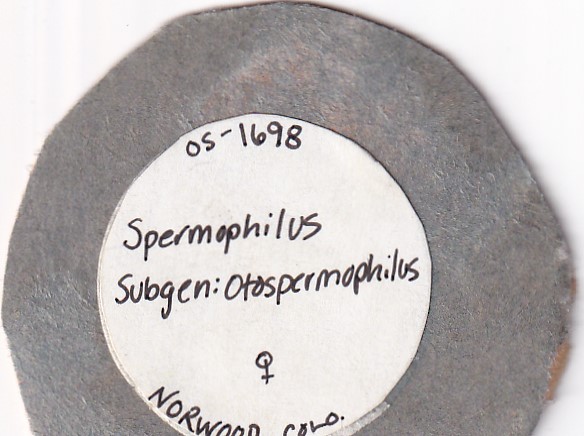 OS-1698
Spermophilus
Subgen: Otospermophilus
♀
NORWOOD, COLO.